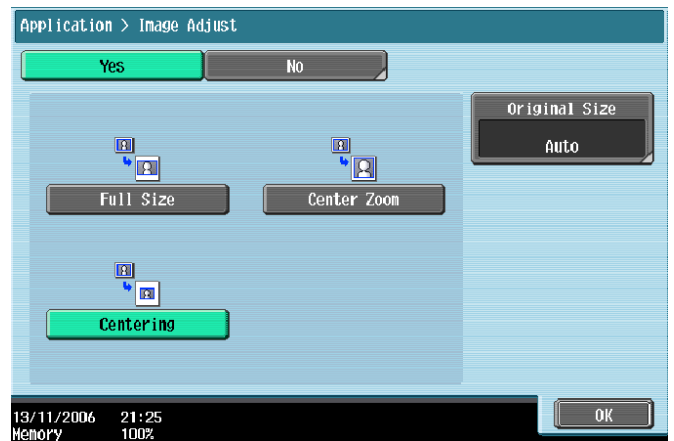 Application > Image Adjust
Yes No
Original Size
Auto
Full Size Center Zoom
Centering
13/11/2006 21:25
Memory 100%
OK